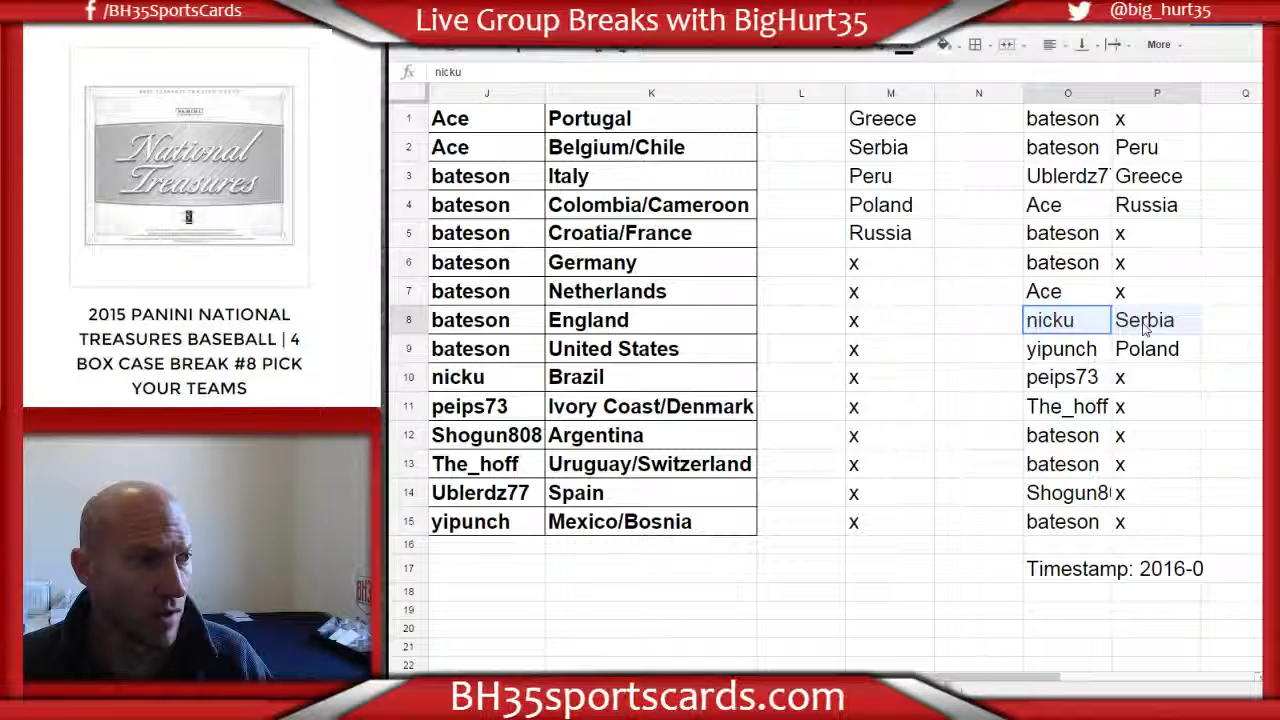 /BH35SportsCards
Live Group Breaks with BigHurt35
@big_hurt35
National
Treasures
2015 PANINI NATIONAL
TREASURES BASEBALL | 4
BOX CASE BREAK #8 PICK
YOUR TEAMS
More
fx nicku
J K L M N O P Q
1 Ace Portugal Greece bateson x
2 Ace Belgium/Chile Serbia bateson Peru
3 bateson Italy Peru Ublerdz7 Greece
4 bateson Colombia/Cameroon Poland Ace Russia
5 bateson Croatia/France Russia bateson x
6 bateson Germany x bateson x
7 bateson Netherlands x Ace x
8 bateson England x nicku Serbia
9 bateson United States x yipunch Poland
10 nicku Brazil x peips73 x
11 peips73 Ivory Coast/Denmark x The_hoff x
12 Shogun808 Argentina x bateson x
13 The_hoff Uruguay/Switzerland x bateson x
14 Ublerdz77 Spain x Shogun8 x
15 yipunch Mexico/Bosnia x bateson x
16
17 Timestamp: 2016-0
18
19
20
21
22
BH35sportscards.com